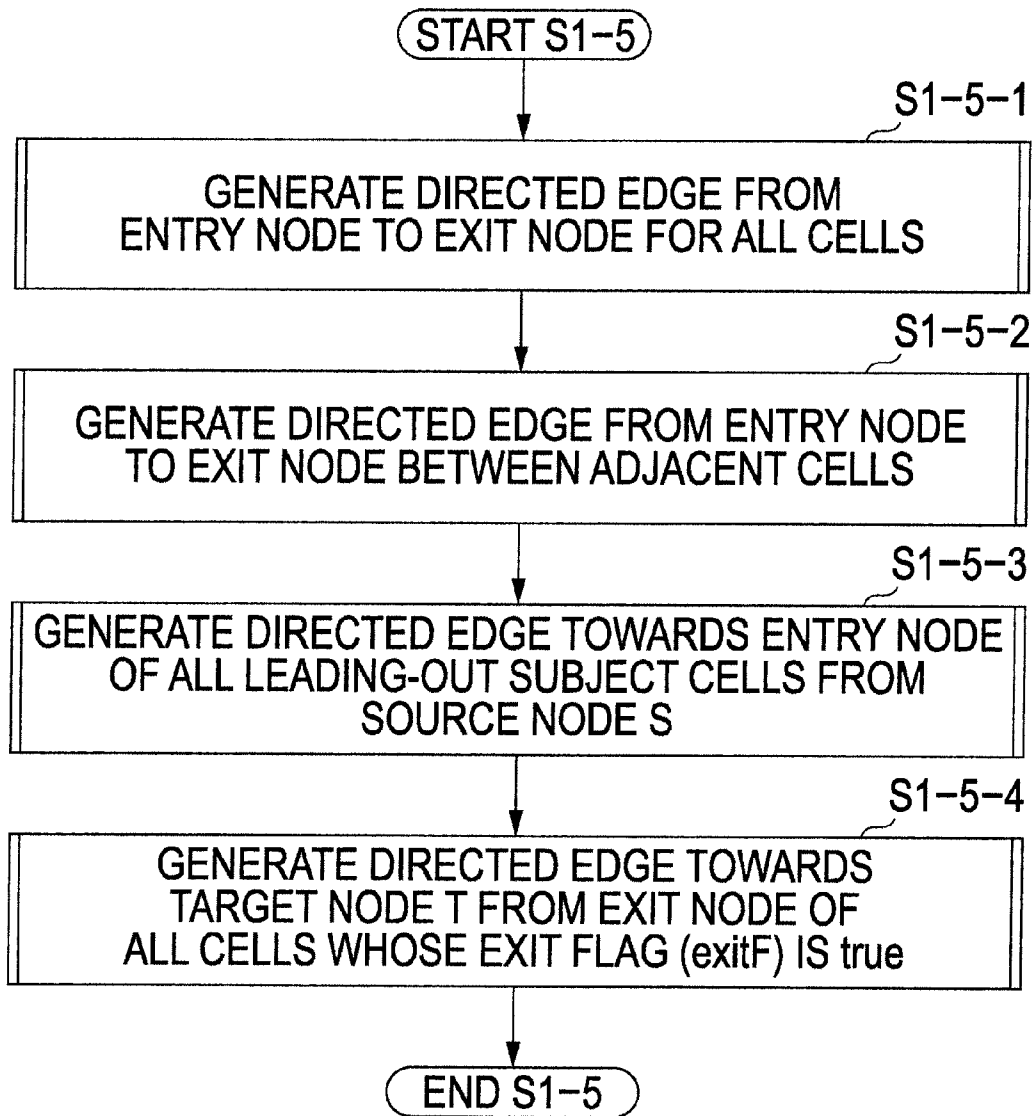 START S1-5
S1-5-1
GENERATE DIRECTED EDGE FROM
ENTRY NODE TO EXIT NODE FOR ALL CELLS
S1-5-2
GENERATE DIRECTED EDGE FROM ENTRY NODE
TO EXIT NODE BETWEEN ADJACENT CELLS
S1-5-3
GENERATE DIRECTED EDGE TOWARDS ENTRY NODE
OF ALL LEADING-OUT SUBJECT CELLS FROM
SOURCE NODE S
S1-5-4
GENERATE DIRECTED EDGE TOWARDS
TARGET NODE T FROM EXIT NODE OF
ALL CELLS WHOSE EXIT FLAG (exitF) IS true
END S1-5